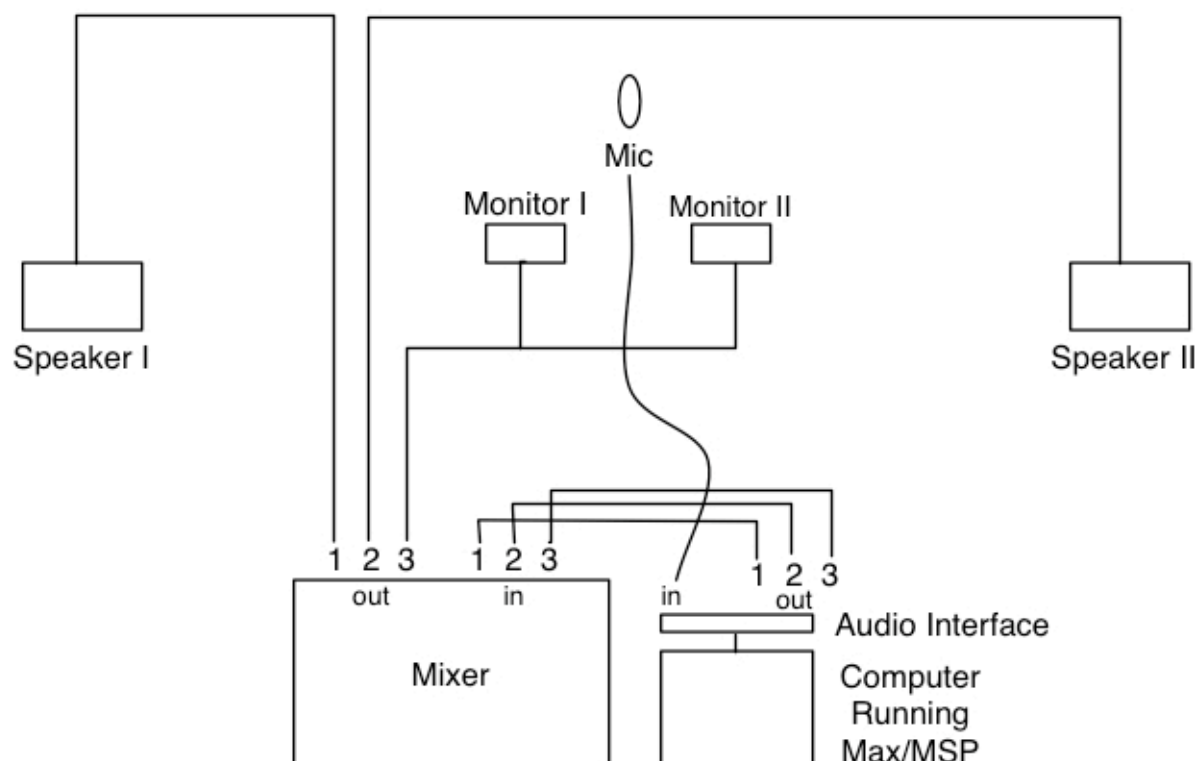 Mic
Monitor I
Monitor II
Speaker I
Speaker II
1 2 3
1 2 3
1 2 3
out
in
in
out
Audio Interface
Mixer
Computer
Running
Max/MSP